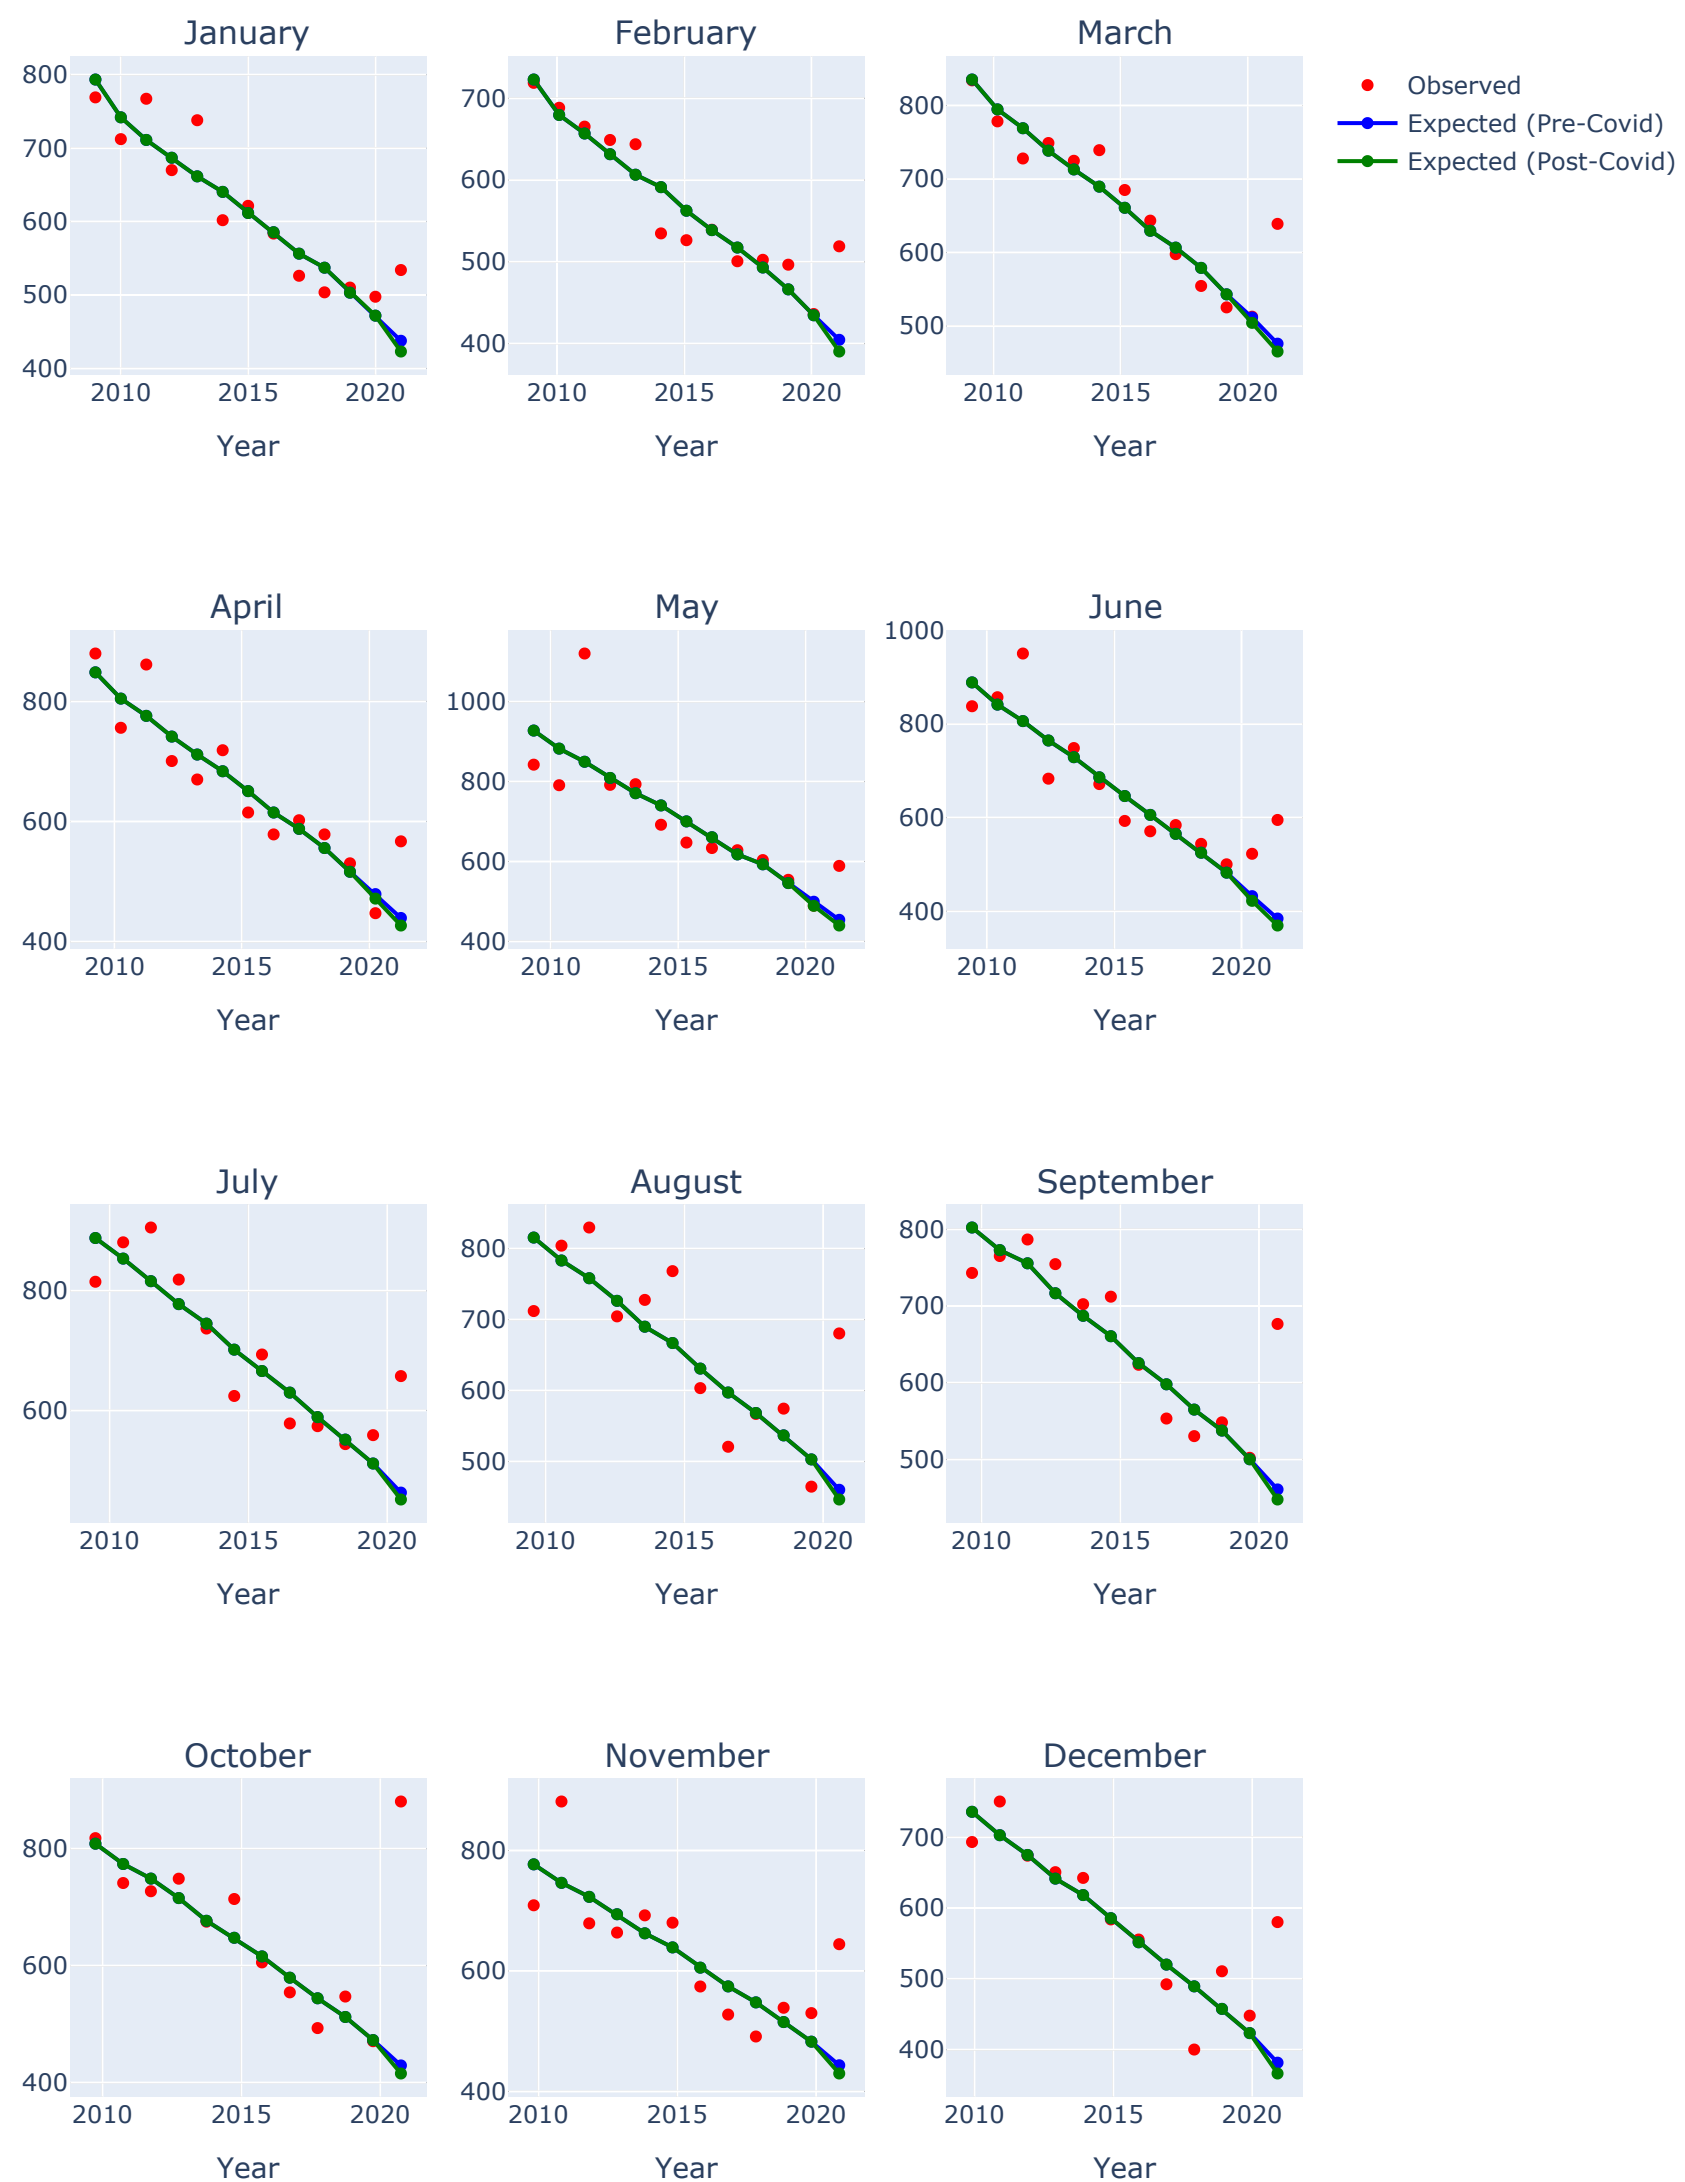 January
February
March
800
700
600
500
400
2010
2015
2020
Year
700
600
500
400
2010
2015
2020
Year
800
700
600
500
2010
2015
2020
Year
Observed
Expected (Pre-Covid)
Expected (Post-Covid)
April
May
June
800
600
400
2010
2015
2020
Year
1000
800
600
400
2010
2015
2020
Year
1000
800
600
400
2010
2015
2020
Year
July
August
September
800
600
2010
2015
2020
Year
800
700
600
500
2010
2015
2020
Year
800
700
600
500
2010
2015
2020
Year
October
November
December
800
600
400
2010
2015
2020
Year
800
600
400
2010
2015
2020
Year
700
600
500
400
2010
2015
2020
Year